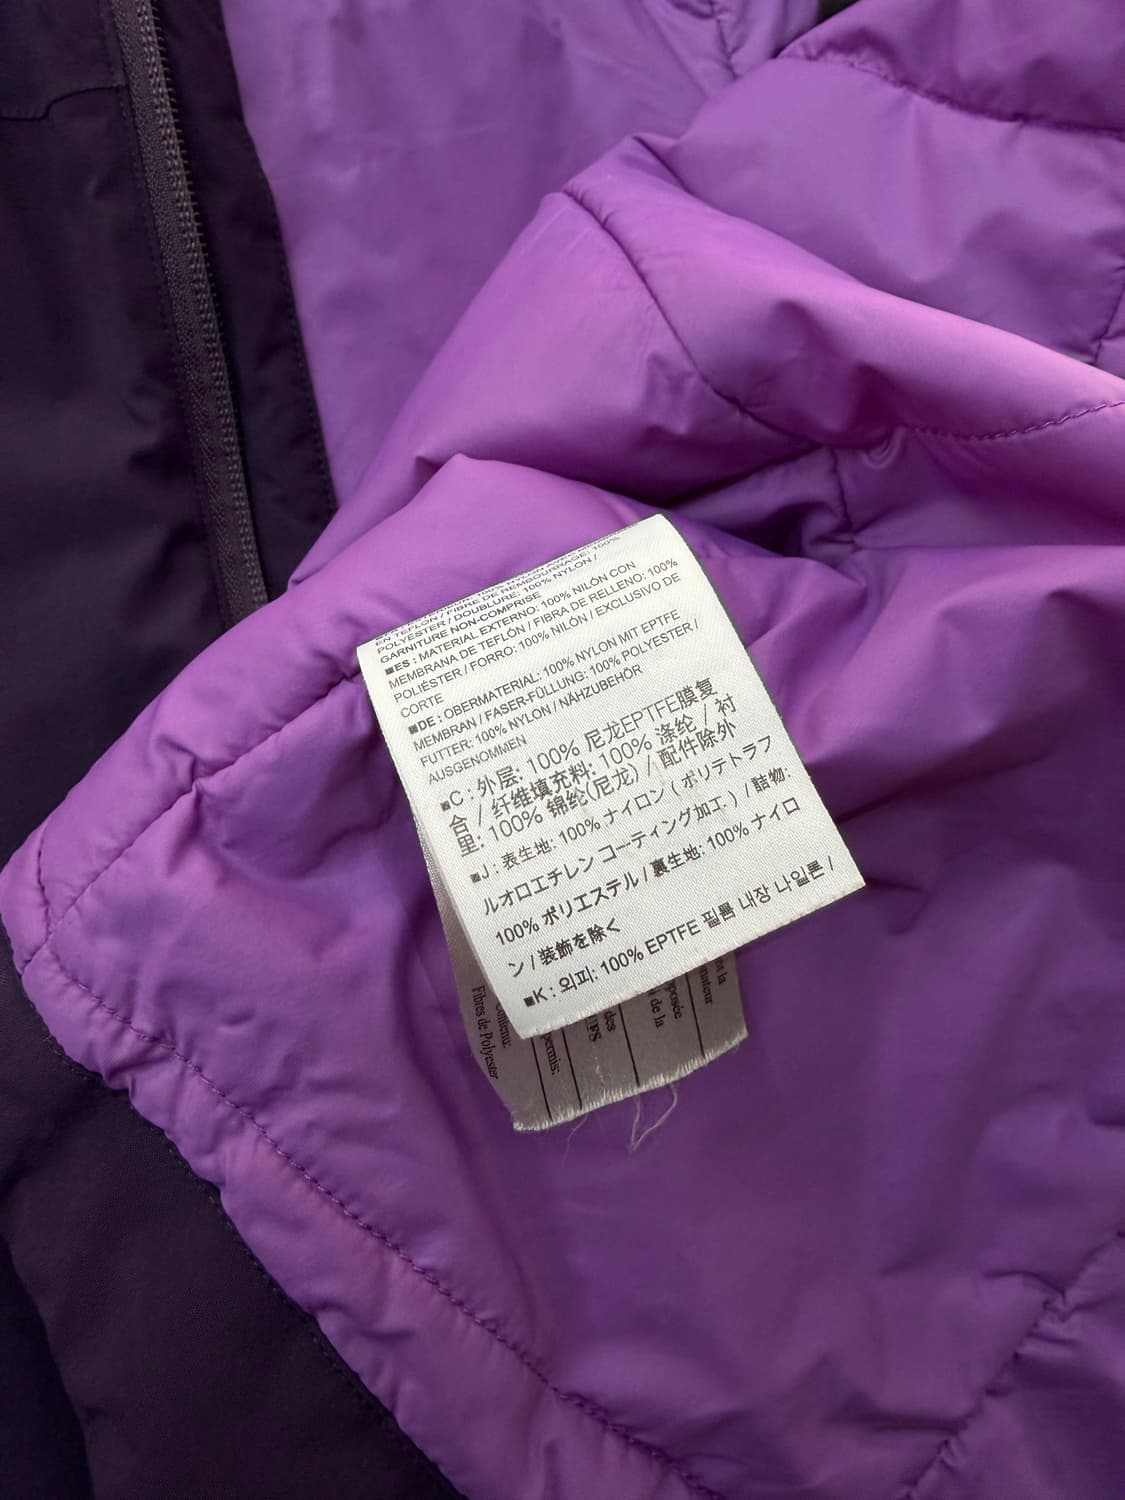 EN TEFLÓN / FIBRE DE REMBOURRAGE: 100%
POLYESTER / DOUBLURE: 100% NYLON /
GARNITURE NON-COMPRISE
■ES : MATERIAL EXTERNO: 100% NILÓN CON
MEMBRANA DE TEFLÓN / FIBRA DE RELLENO: 100%
POLIÉSTER / FORRO: 100% NILÓN / EXCLUSIVO DE
CORTE
■DE : OBERMATERIAL: 100% NYLON MIT EPTFE
MEMBRAN / FASER-FÜLLUNG: 100% POLYESTER /
FUTTER: 100% NYLON / NÄHZUBEHÖR
AUSGENOMMEN
■C : 外层: 100% 尼龙EPTFE膜复
合 / 纤维填充料: 100% 涤纶 / 衬
里: 100% 锦纶(尼龙) / 配件除外
■J : 表生地: 100% ナイロン ( ポリテトラフ
ルオロエチレン コーティング加工 ) / 詰物:
100% ポリエステル / 裏生地: 100% ナイロ
ン / 装飾を除く
■K : 외피: 100% EPTFE 필름 내장 나일론 /
Fibres de Polyester
Contenu:
permis:
des
de la